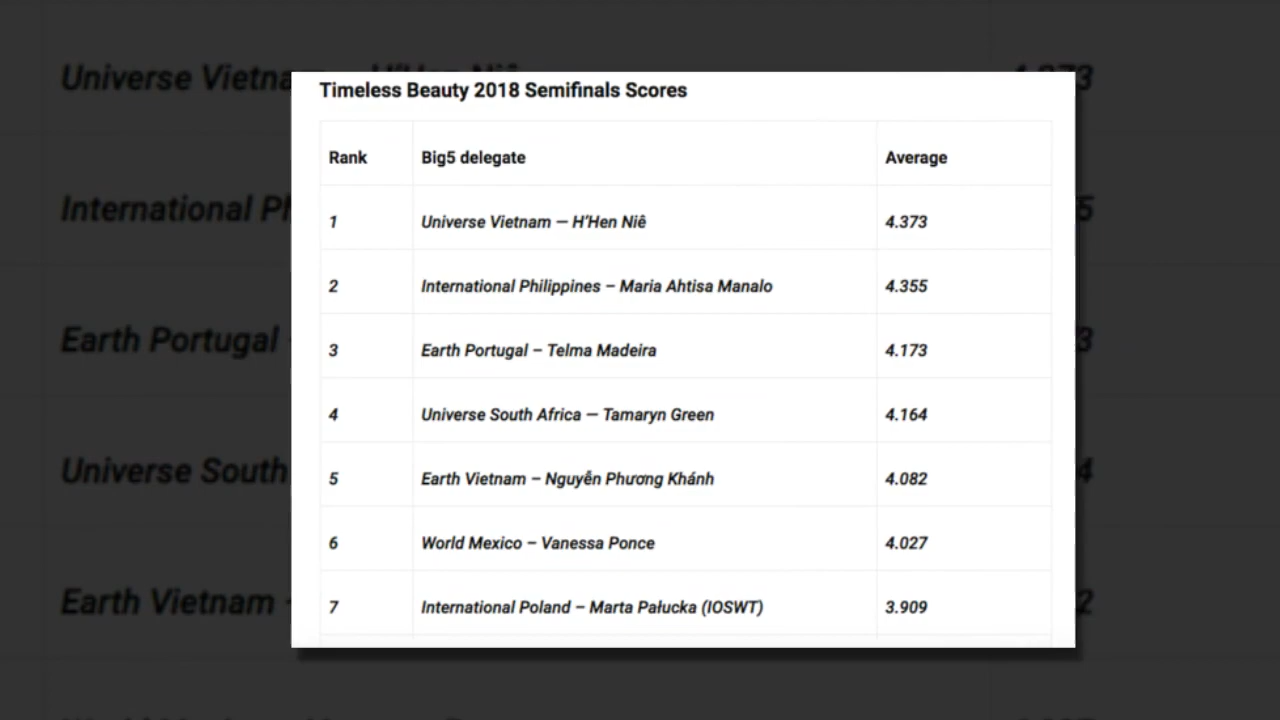 Timeless Beauty 2018 Semifinals Scores
Rank Big5 delegate Average
1 Universe Vietnam — H'Hen Niê 4.373
2 International Philippines – Maria Ahtisa Manalo 4.355
3 Earth Portugal – Telma Madeira 4.173
4 Universe South Africa — Tamaryn Green 4.164
5 Earth Vietnam – Nguyễn Phương Khánh 4.082
6 World Mexico – Vanessa Ponce 4.027
7 International Poland – Marta Pałucka (IOSWT) 3.909
Universe
International
Earth Portugal
Universe South
Earth Vietnam